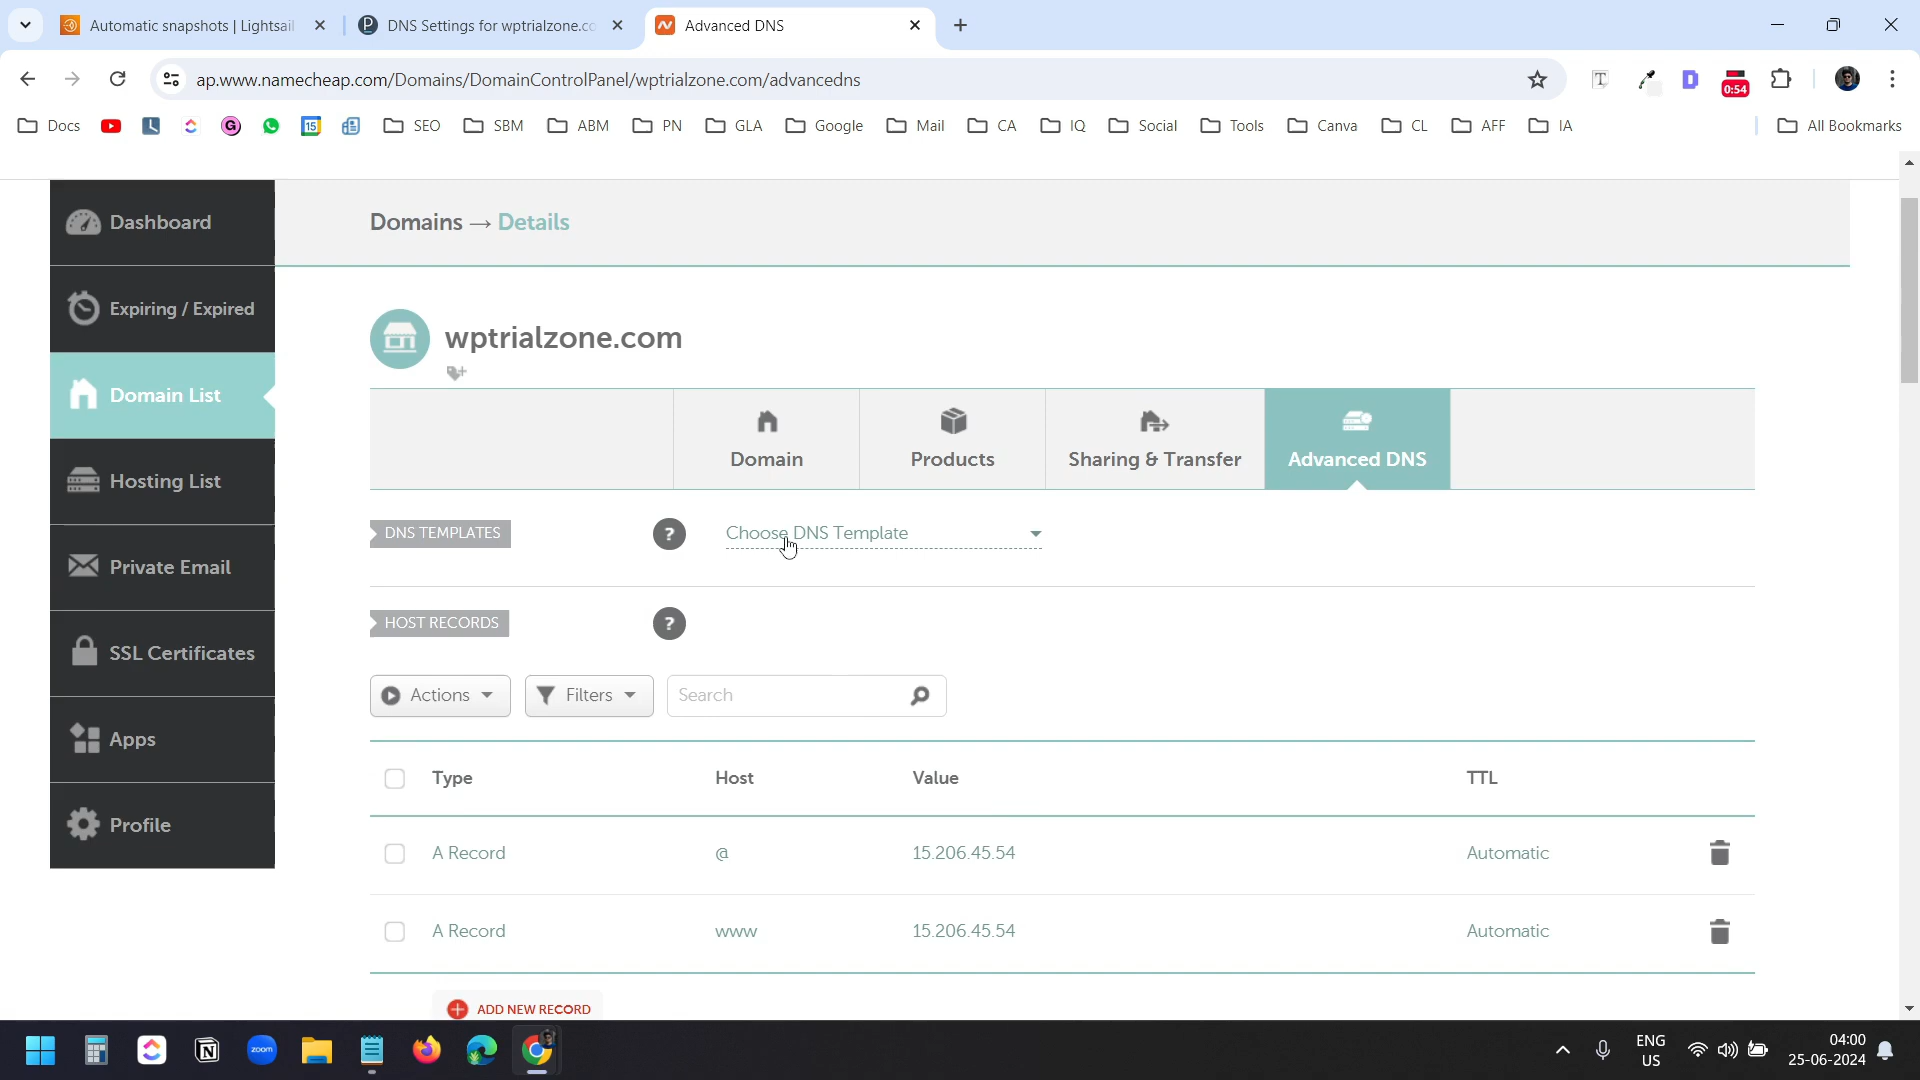 Automatic snapshots | Lightsail
DNS Settings for wptrialzone.co
Advanced DNS
ap.www.namecheap.com/Domains/DomainControlPanel/wptrialzone.com/advancedns
0:54
Docs
15
G
SEO
SBM
ABM
PN
GLA
Google
Mail
CA
IQ
Social
Tools
Canva
CL
AFF
IA
All Bookmarks
Dashboard
Expiring / Expired
Domain List
Hosting List
Private Email
SSL Certificates
Apps
Profile
Domains → Details
wptrialzone.com
Domain
Products
Sharing & Transfer
Advanced DNS
DNS TEMPLATES
?
Choose DNS Template
HOST RECORDS
?
Actions
Filters
Search
Type Host Value TTL
A Record @ 15.206.45.54 Automatic
A Record www 15.206.45.54 Automatic
ADD NEW RECORD
zoom
ENG
US
04:00
25-06-2024